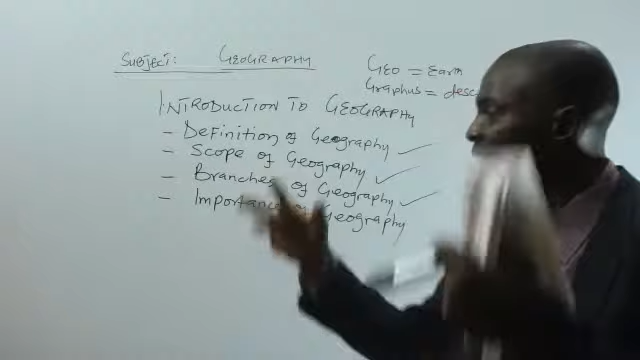 SUBJECT: GEOGRAPHY
GEO = Earth
Graphus = desc
INTRODUCTION TO GEOGRAPHY
- Definition of Geography
- Scope of Geography
- Branches of Geography
- Importance of Geography